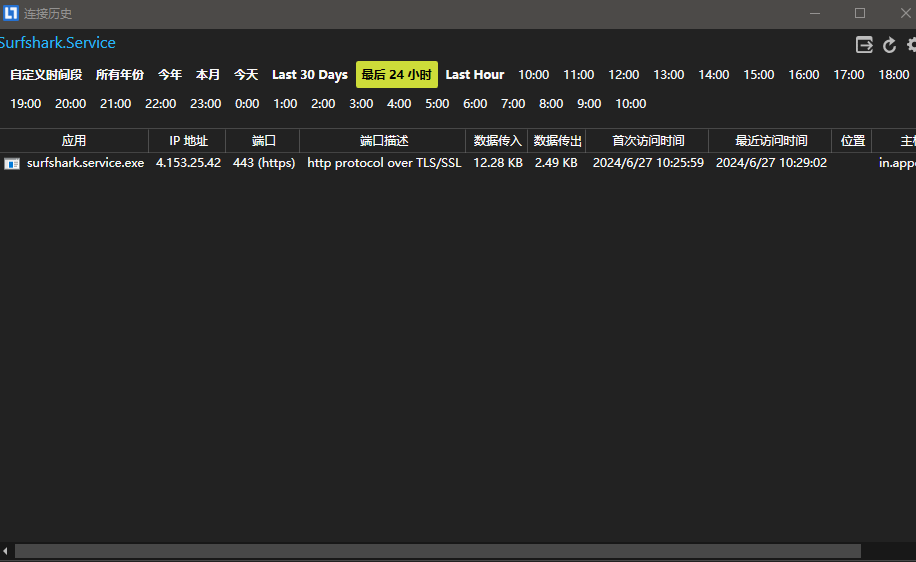 连接历史
Surfshark.Service
自定义时间段 所有年份 今年 本月 今天 Last 30 Days 最后 24 小时 Last Hour 10:00 11:00 12:00 13:00 14:00 15:00 16:00 17:00 18:00
19:00 20:00 21:00 22:00 23:00 0:00 1:00 2:00 3:00 4:00 5:00 6:00 7:00 8:00 9:00 10:00
应用 IP 地址 端口 端口描述 数据传入 数据传出 首次访问时间 最近访问时间 位置 主
surfshark.service.exe 4.153.25.42 443 (https) http protocol over TLS/SSL 12.28 KB 2.49 KB 2024/6/27 10:25:59 2024/6/27 10:29:02 in.app